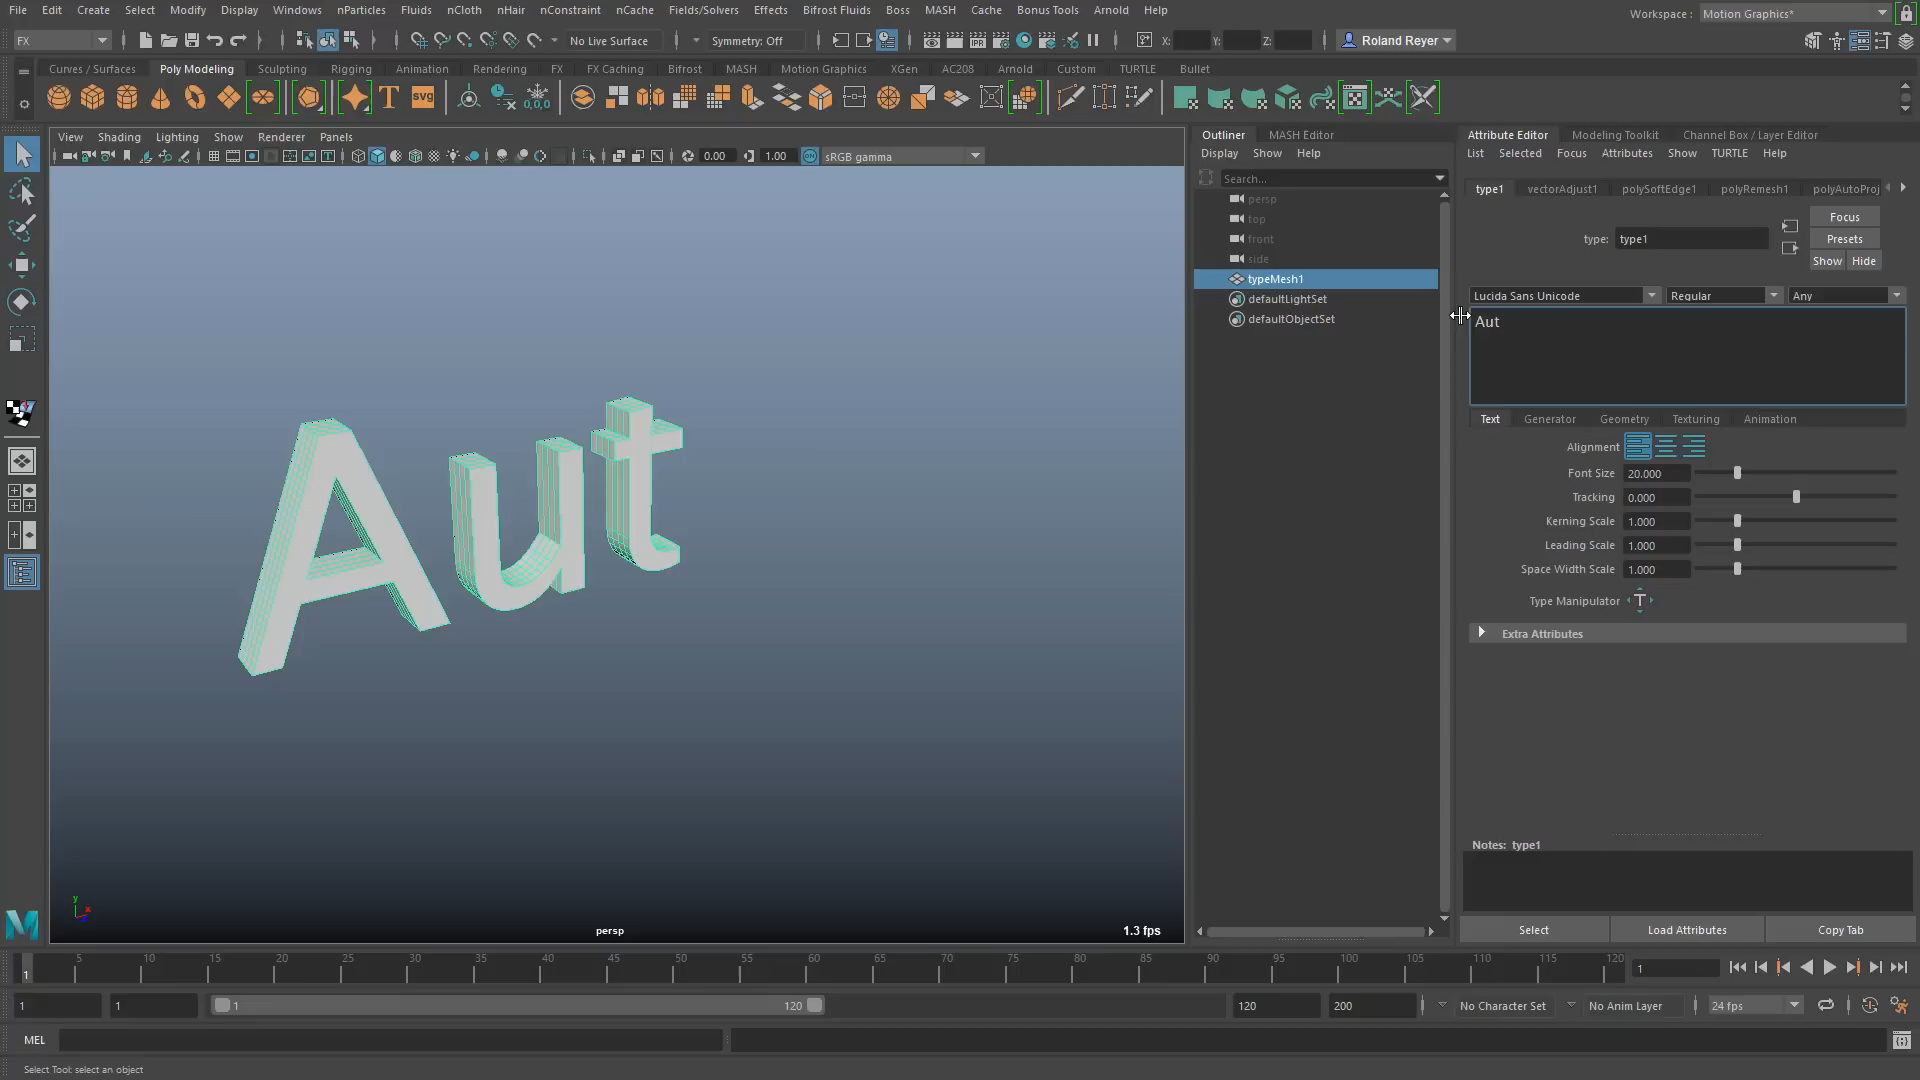 File Edit Create Select Modify Display Windows nParticles Fluids nCloth nHair nConstraint nCache Fields/Solvers Effects Bifrost Fluids Boss MASH Cache Bonus Tools Arnold Help
Workspace : Motion Graphics*
FX No Live Surface Symmetry: Off X: Y: Z: Roland Reyer
Curves / Surfaces Poly Modeling Sculpting Rigging Animation Rendering FX FX Caching Bifrost MASH Motion Graphics XGen AC208 Arnold Custom TURTLE Bullet
T svg 0,0,0
View Shading Lighting Show Renderer Panels
0.00 1.00 sRGB gamma
Aut
y
x
persp
1.3 fps
Outliner MASH Editor
Display Show Help
Search...
persp
top
front
side
typeMesh1
defaultLightSet
defaultObjectSet
Attribute Editor Modeling Toolkit Channel Box / Layer Editor
List Selected Focus Attributes Show TURTLE Help
type1 vectorAdjust1 polySoftEdge1 polyRemesh1 polyAutoProj
Focus
type: type1
Presets
Show Hide
Lucida Sans Unicode Regular Any
Aut
Text Generator Geometry Texturing Animation
Alignment
Font Size 20.000
Tracking 0.000
Kerning Scale 1.000
Leading Scale 1.000
Space Width Scale 1.000
Type Manipulator T
Extra Attributes
Notes: type1
Select Load Attributes Copy Tab
1 5 10 15 20 25 30 35 40 45 50 55 60 65 70 75 80 85 90 95 100 105 110 115 120 1
1 1 1 120 120 200 No Character Set No Anim Layer 24 fps
MEL
Select Tool: select an object